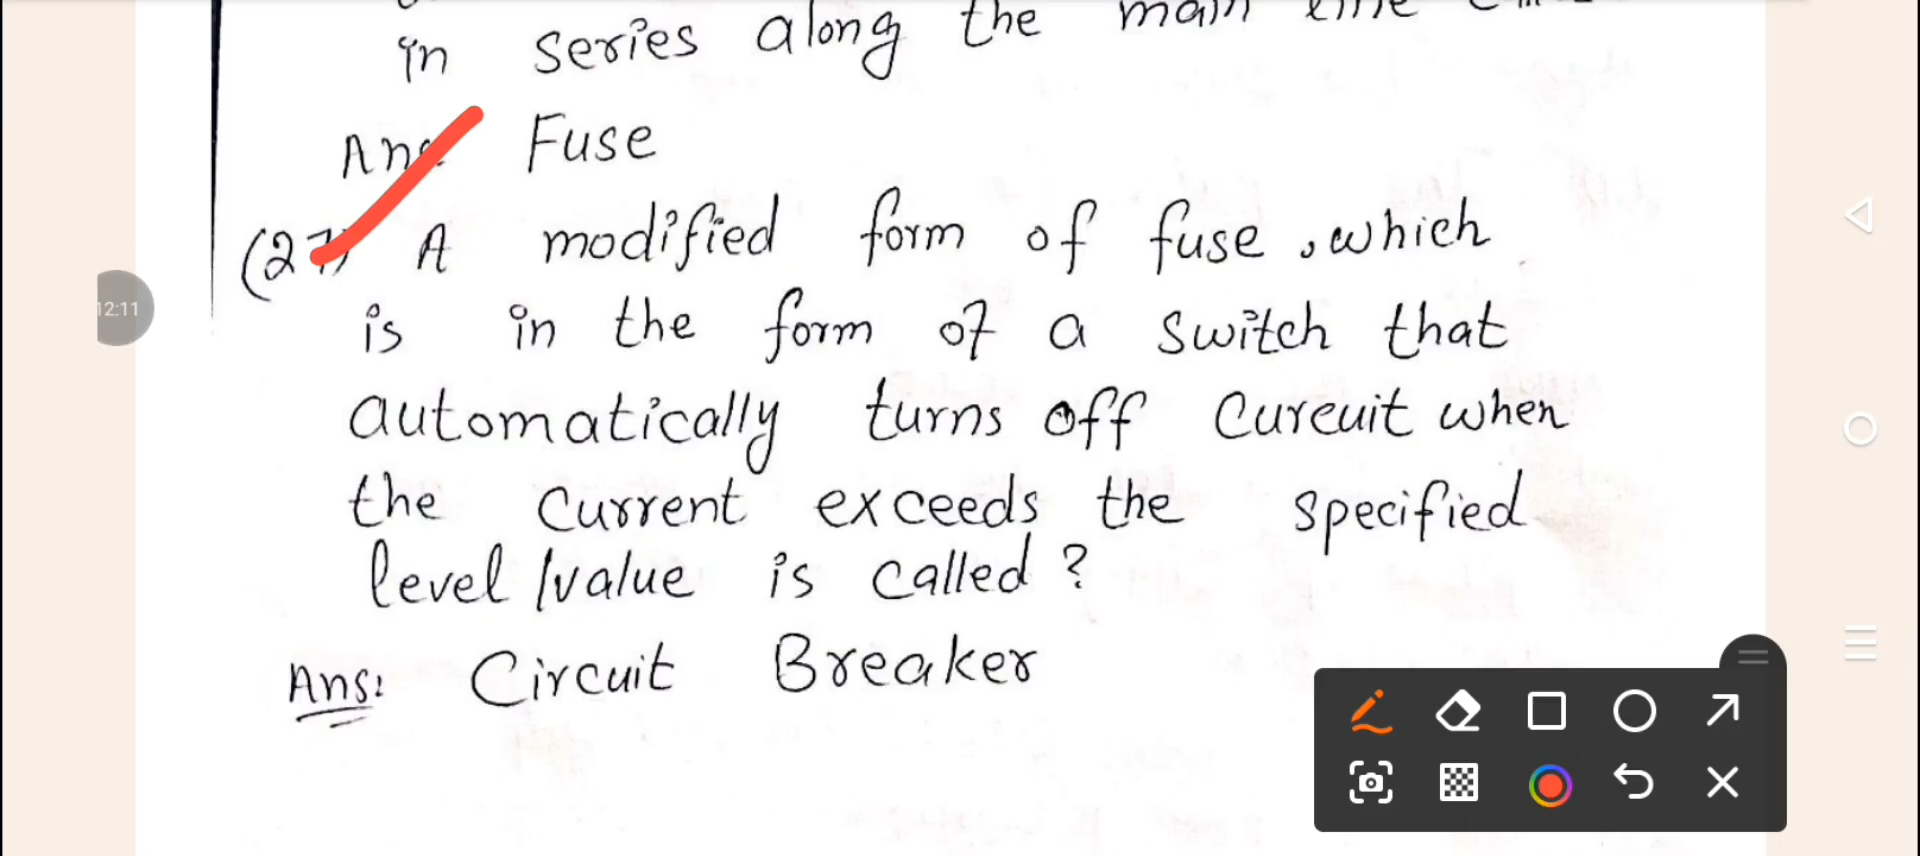 in series along the main line
Ans: Fuse
(27) A modified form of fuse, which
is in the form of a switch that
automatically turns off Cureuit when
the Current exceeds the specified
level/value is called?
Ans: Circuit Breaker
12:11